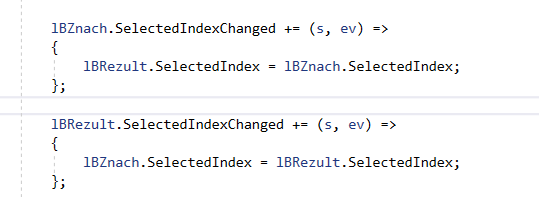 lBZnach.SelectedIndexChanged += (s, ev) =>
{
lBRezult.SelectedIndex = lBZnach.SelectedIndex;
};
lBRezult.SelectedIndexChanged += (s, ev) =>
{
lBZnach.SelectedIndex = lBRezult.SelectedIndex;
};